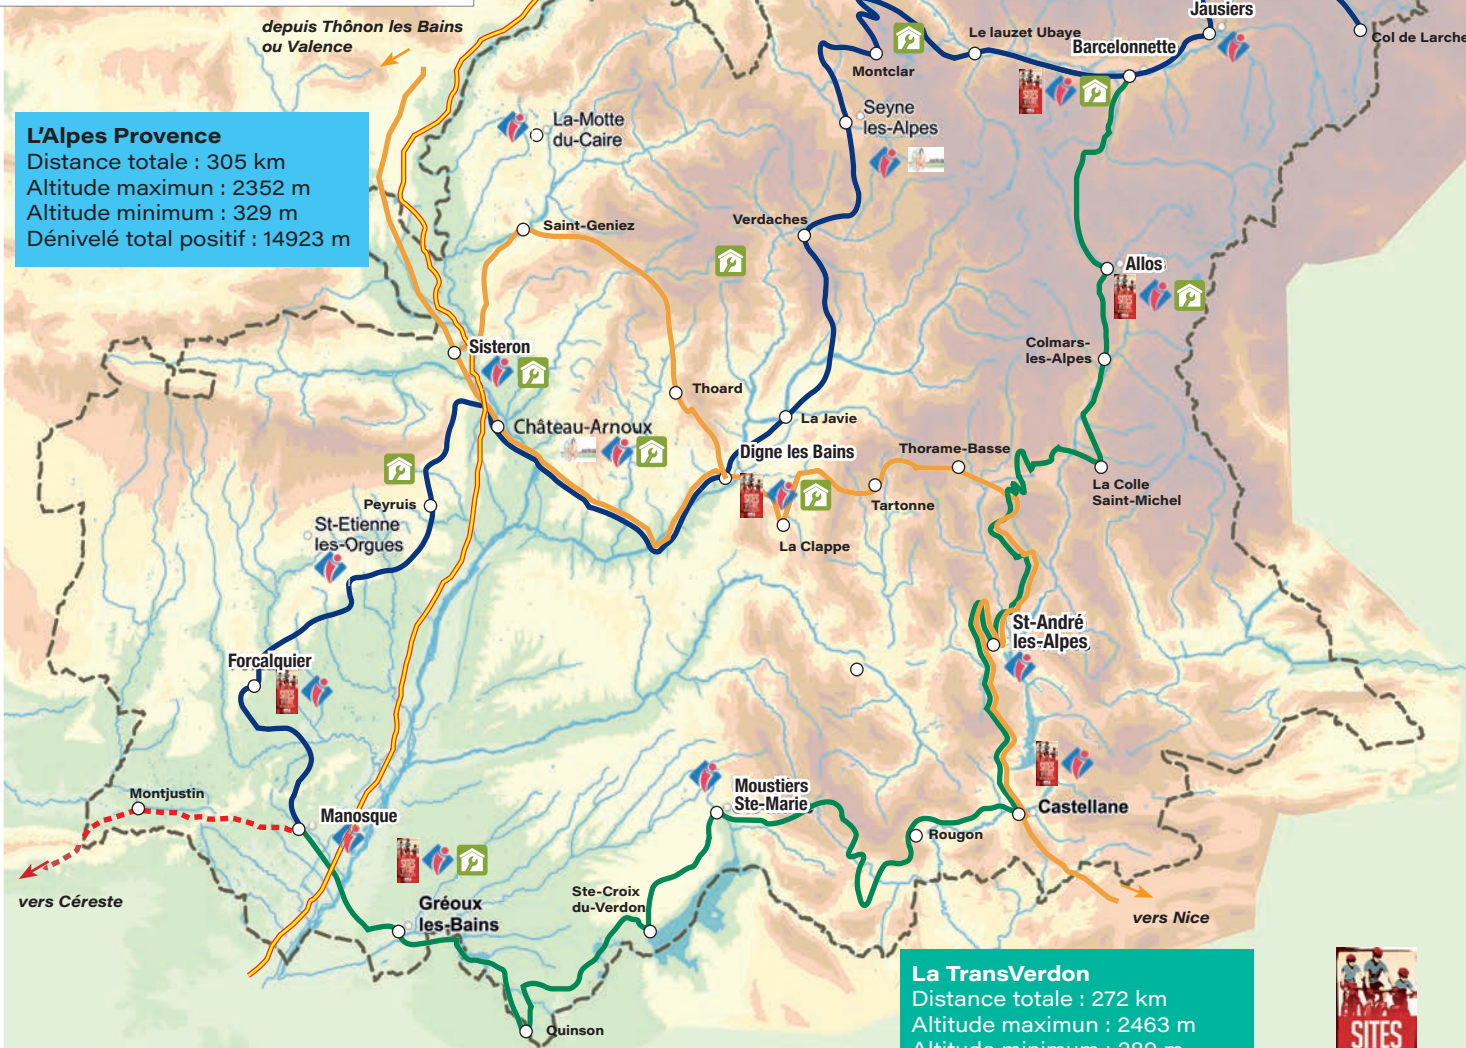 depuis Thônon les Bains
ou Valence
L'Alpes Provence
Distance totale : 305 km
Altitude maximun : 2352 m
Altitude minimum : 329 m
Dénivelé total positif : 14923 m
Jausiers
Col de Larche
Le lauzet Ubaye
Barcelonnette
Montclar
Seyne
les-Alpes
La-Motte
du-Caire
Verdaches
Saint-Geniez
Allos
Colmars-
les-Alpes
Sisteron
Thoard
La Javie
Château-Arnoux
Digne les Bains
Thorame-Basse
La Colle
Saint-Michel
Tartonne
La Clappe
Peyruis
St-Etienne
les-Orgues
St-André
les-Alpes
Forcalquier
Montjustin
Manosque
Moustiers
Ste-Marie
Castellane
Rougon
vers Céreste
Gréoux
les-Bains
Ste-Croix
du-Verdon
vers Nice
Quinson
La TransVerdon
Distance totale : 272 km
Altitude maximun : 2463 m
SITES